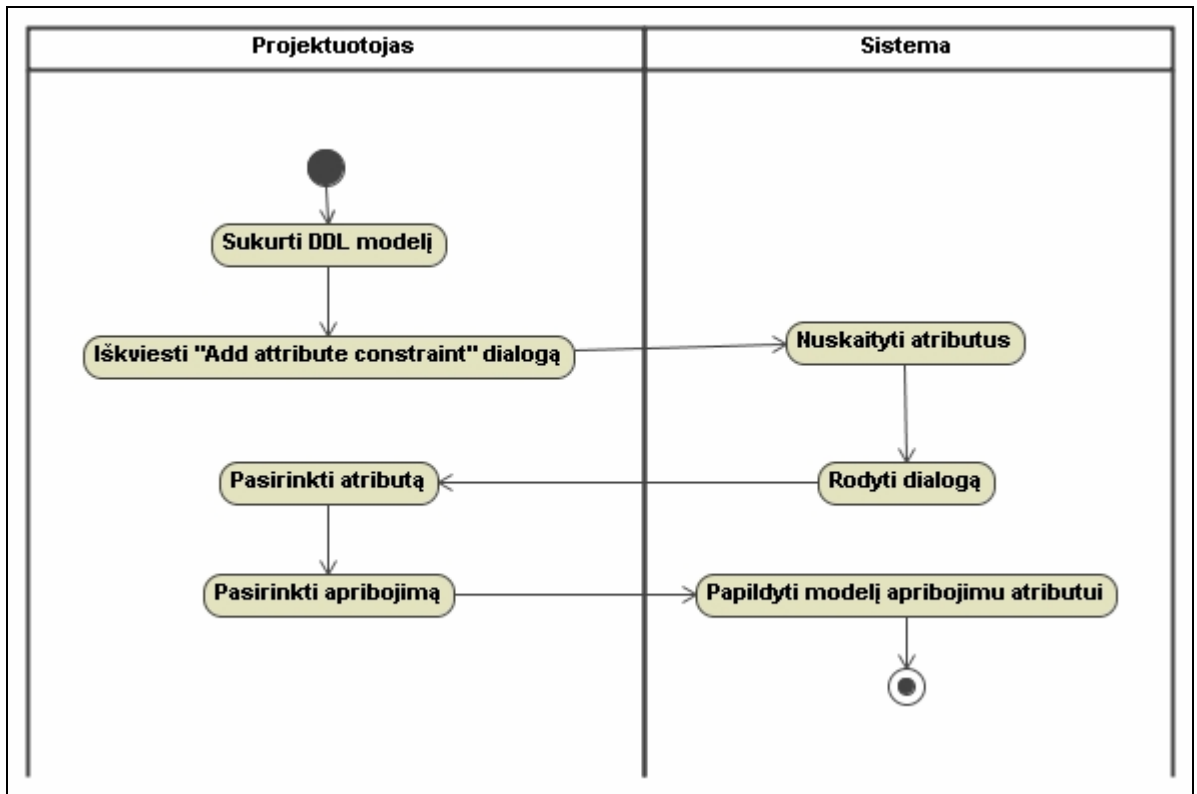 Projektuotojas
Sistema
Sukurti DDL modelį
Iškviesti "Add attribute constraint" dialogą
Nuskaityti atributus
Pasirinkti atributą
Rodyti dialogą
Pasirinkti apribojimą
Papildyti modelį apribojimu atributui